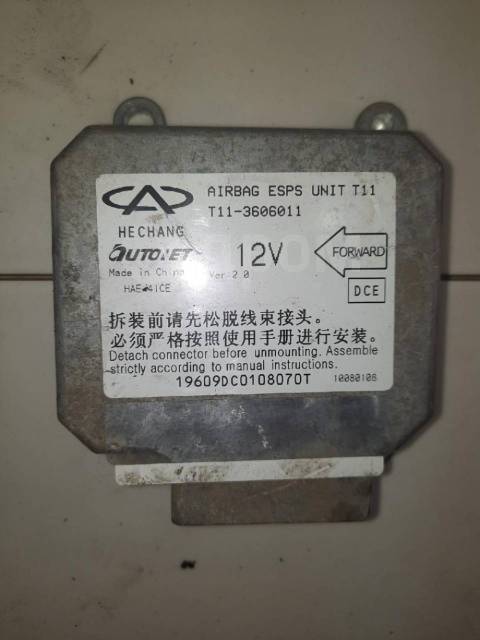 AIRBAG ESPS UNIT T11
T11-3606011
HECHANG
AUTOLET
12V
FORWARD
Made in China
Ver 2.0
DCE
拆装前请先松脱线束接头。
必须严格按照使用手册进行安装。
Detach connector before unmounting. Assemble
strictly according to manual instructions.
19609DC0108070T
10080108